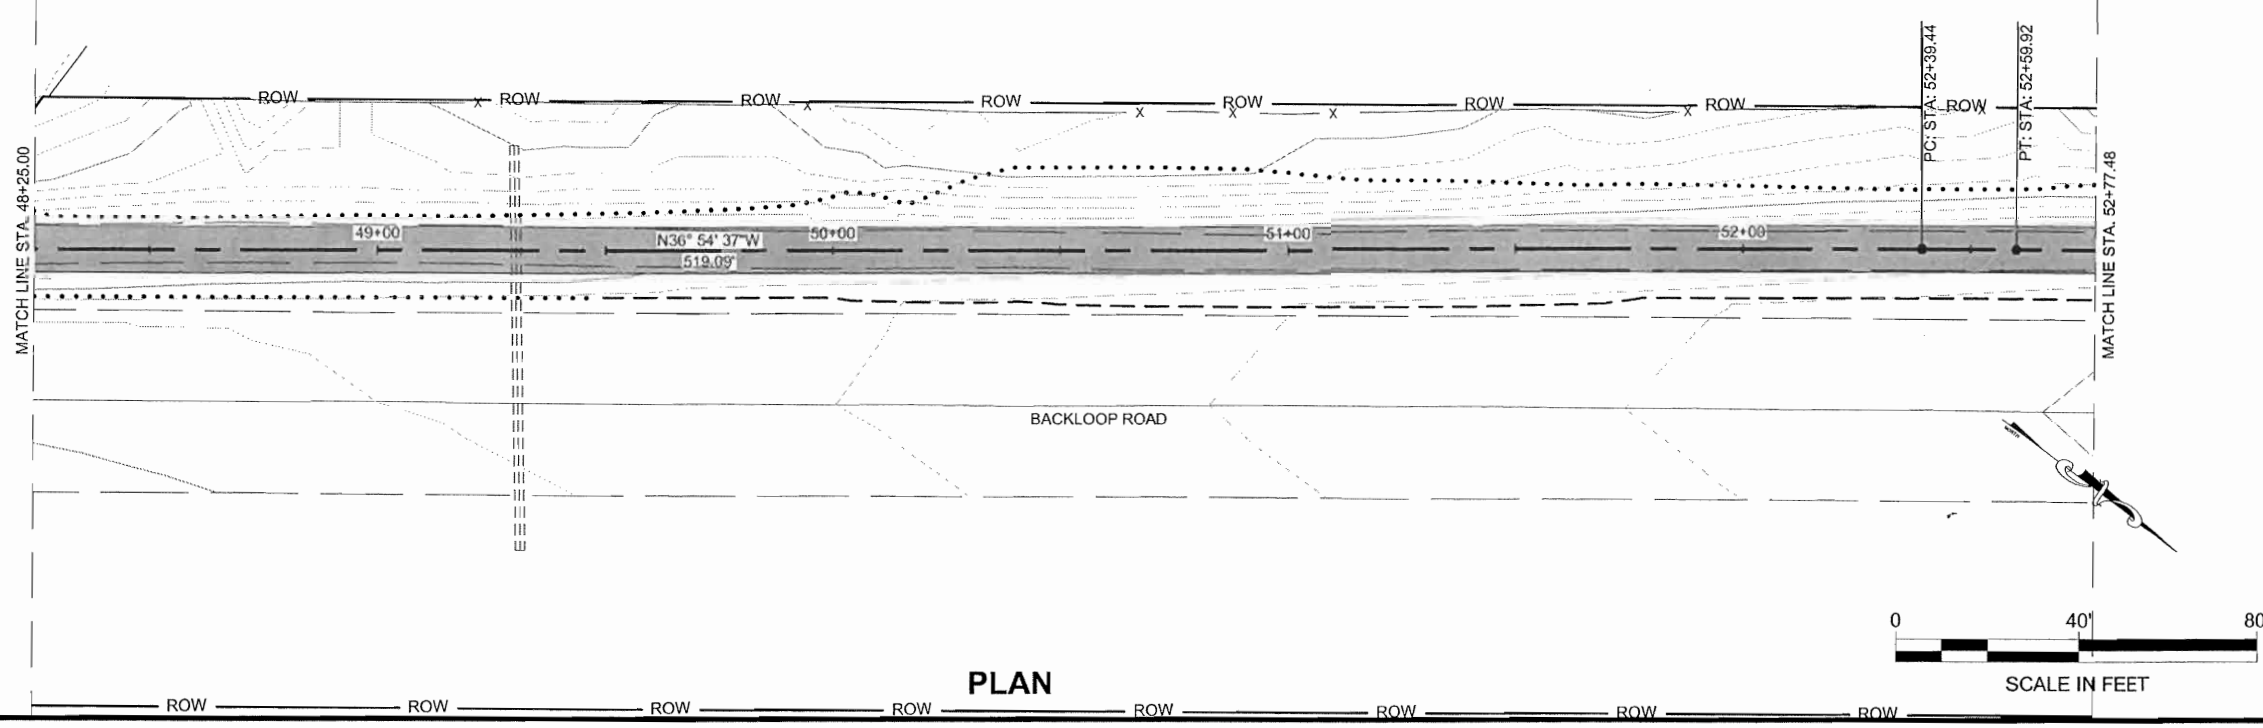 ROW ROW ROW ROW ROW ROW ROW ROW
X X X X X X X
PC: STA: 52+39.44
PT: STA: 52+59.92
MATCH LINE STA. 48+25.00
MATCH LINE STA. 52+77.48
49+00 N36° 54' 37"W 50+00 51+00 52+00
519.09'
BACKLOOP ROAD
NORTH
0 40' 80
SCALE IN FEET
PLAN
ROW ROW ROW ROW ROW ROW ROW ROW